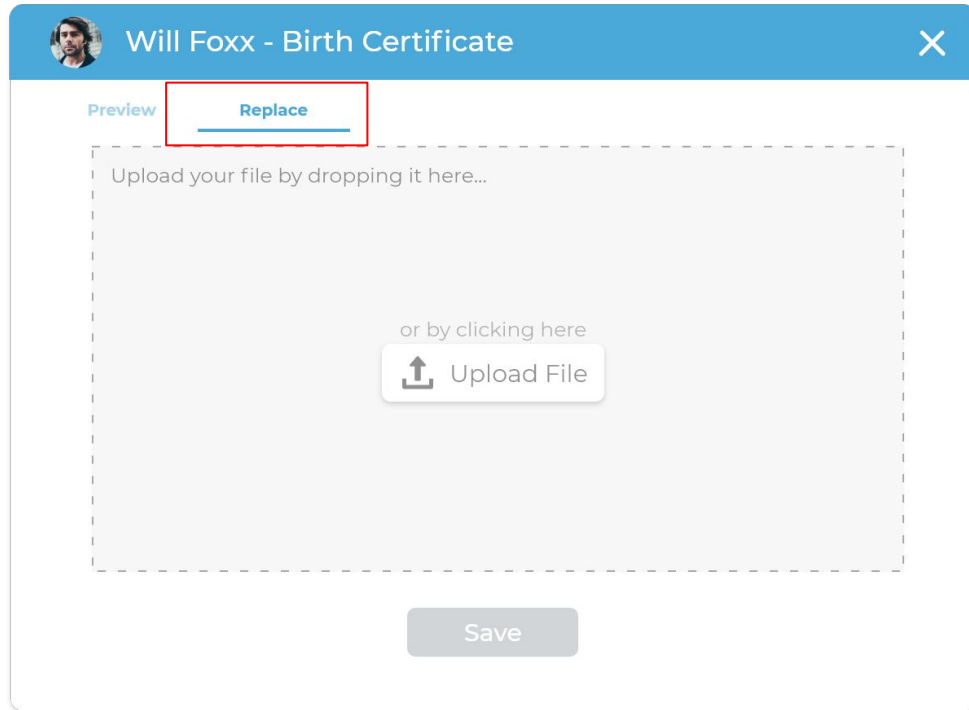 Will Foxx - Birth Certificate
Preview Replace
Upload your file by dropping it here...
or by clicking here
Upload File
Save